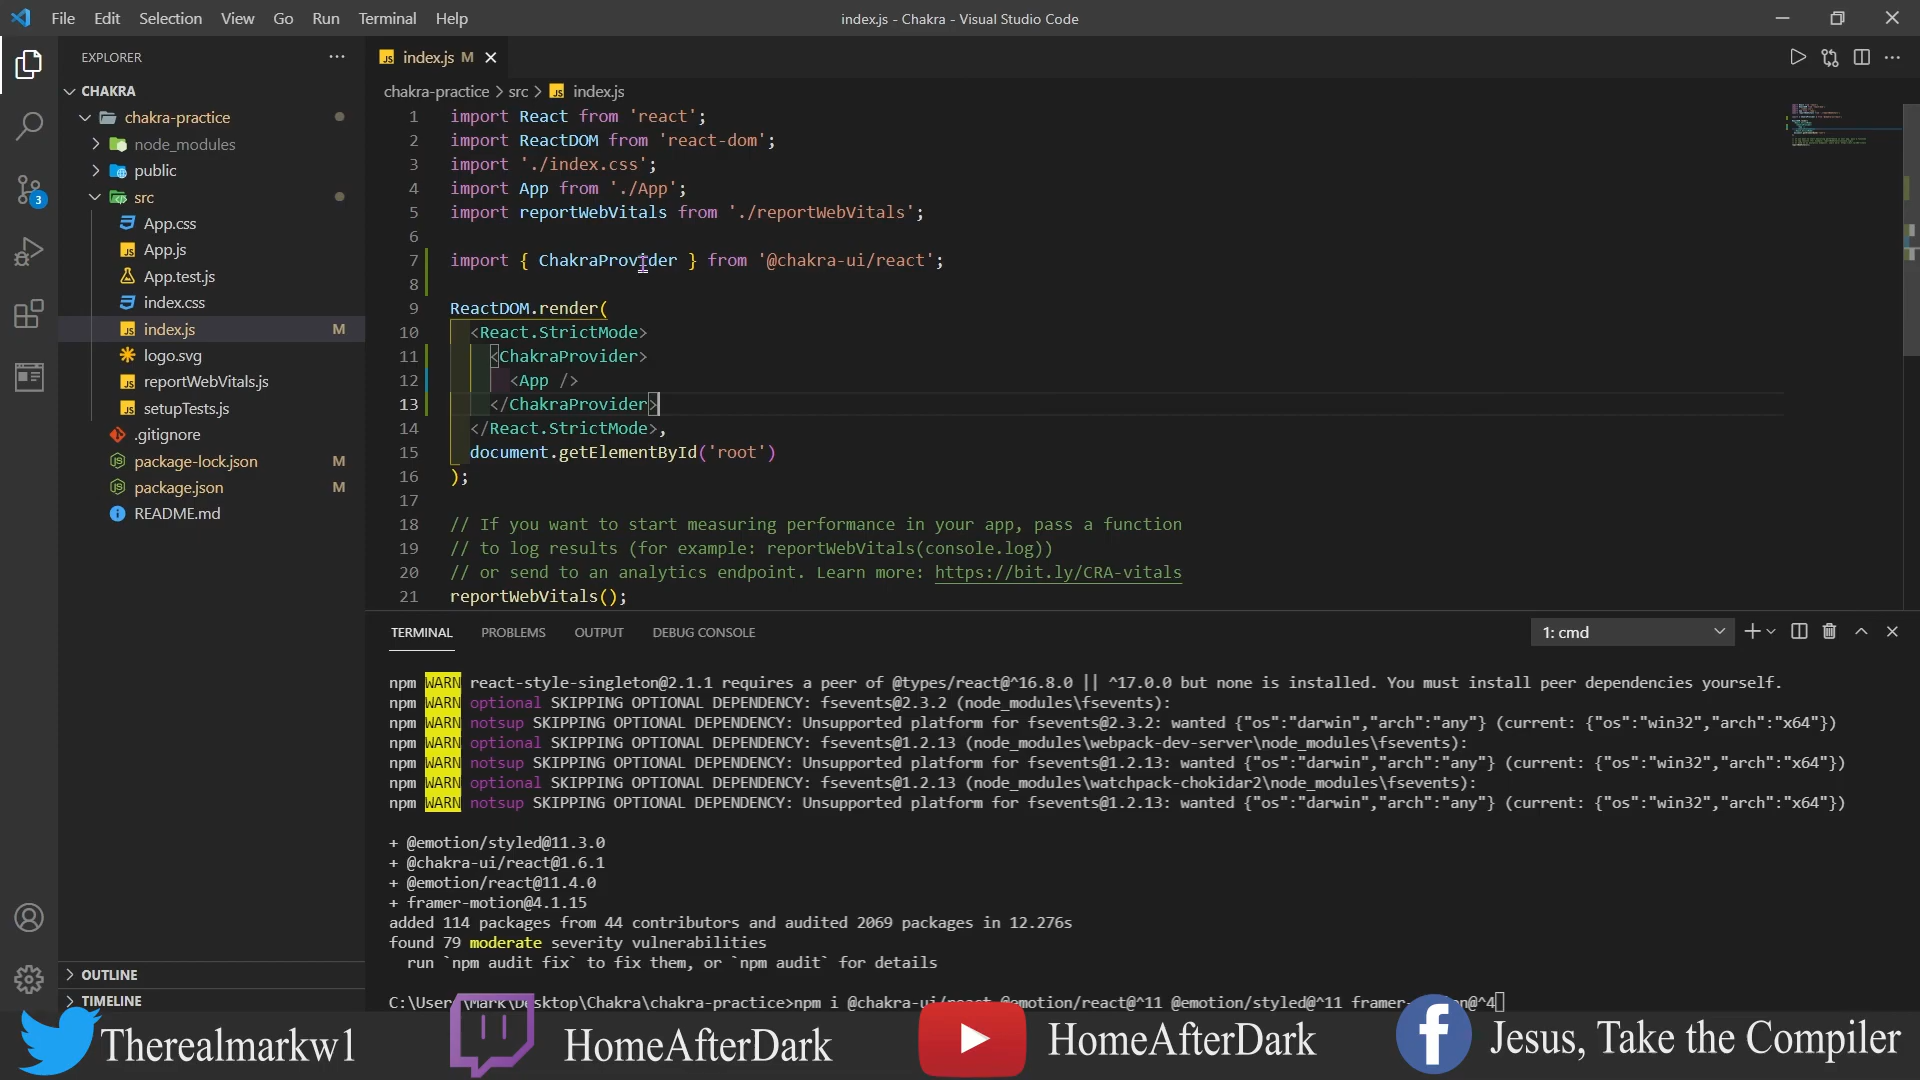 File Edit Selection View Go Run Terminal Help
index.js - Chakra - Visual Studio Code
EXPLORER
CHAKRA
chakra-practice
node_modules
public
src
App.css
App.js
App.test.js
index.css
index.js M
logo.svg
reportWebVitals.js
setupTests.js
.gitignore
package-lock.json M
package.json M
README.md
OUTLINE
TIMELINE
3
index.js M
chakra-practice > src > index.js
1 import React from 'react';
2 import ReactDOM from 'react-dom';
3 import './index.css';
4 import App from './App';
5 import reportWebVitals from './reportWebVitals';
6
7 import { ChakraProvider } from '@chakra-ui/react';
8
9 ReactDOM.render(
10 <React.StrictMode>
11 <ChakraProvider>
12 <App />
13 </ChakraProvider>
14 </React.StrictMode>,
15 document.getElementById('root')
16 );
17
18 // If you want to start measuring performance in your app, pass a function
19 // to log results (for example: reportWebVitals(console.log))
20 // or send to an analytics endpoint. Learn more: https://bit.ly/CRA-vitals
21 reportWebVitals();
TERMINAL PROBLEMS OUTPUT DEBUG CONSOLE
1: cmd
npm WARN react-style-singleton@2.1.1 requires a peer of @types/react@^16.8.0 || ^17.0.0 but none is installed. You must install peer dependencies yourself.
npm WARN optional SKIPPING OPTIONAL DEPENDENCY: fsevents@2.3.2 (node_modules\fsevents):
npm WARN notsup SKIPPING OPTIONAL DEPENDENCY: Unsupported platform for fsevents@2.3.2: wanted {"os":"darwin","arch":"any"} (current: {"os":"win32","arch":"x64"})
npm WARN optional SKIPPING OPTIONAL DEPENDENCY: fsevents@1.2.13 (node_modules\webpack-dev-server\node_modules\fsevents):
npm WARN notsup SKIPPING OPTIONAL DEPENDENCY: Unsupported platform for fsevents@1.2.13: wanted {"os":"darwin","arch":"any"} (current: {"os":"win32","arch":"x64"})
npm WARN optional SKIPPING OPTIONAL DEPENDENCY: fsevents@1.2.13 (node_modules\watchpack-chokidar2\node_modules\fsevents):
npm WARN notsup SKIPPING OPTIONAL DEPENDENCY: Unsupported platform for fsevents@1.2.13: wanted {"os":"darwin","arch":"any"} (current: {"os":"win32","arch":"x64"})
+ @emotion/styled@11.3.0
+ @chakra-ui/react@1.6.1
+ @emotion/react@11.4.0
+ framer-motion@4.1.15
added 114 packages from 44 contributors and audited 2069 packages in 12.276s
found 79 moderate severity vulnerabilities
run `npm audit fix` to fix them, or `npm audit` for details
C:\Users\Mark\Desktop\Chakra\chakra-practice>npm i @chakra-ui/react @emotion/react@^11 @emotion/styled@^11 framer-motion@^4
Therealmarkw1
HomeAfterDark
HomeAfterDark
Jesus, Take the Compiler